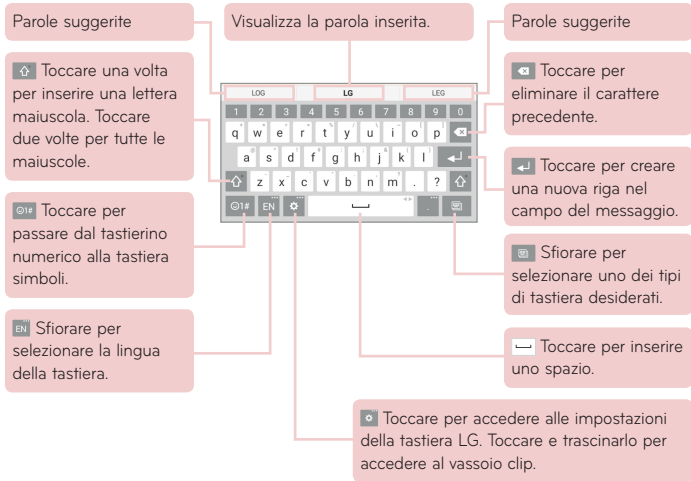 Parole suggerite
Visualizza la parola inserita.
Parole suggerite
Toccare una volta
per inserire una lettera
maiuscola. Toccare
due volte per tutte le
maiuscole.
Toccare per
eliminare il carattere
precedente.
LOG LG LEG
1 2 3 4 5 6 7 8 9 0
q w e r t y u i o p
a s d f g h j k l
z x c v b n m . ?
☺1# EN .
Toccare per creare
una nuova riga nel
campo del messaggio.
☺1# Toccare per
passare dal tastierino
numerico alla tastiera
simboli.
Sfiorare per
selezionare uno dei tipi
di tastiera desiderati.
EN Sfiorare per
selezionare la lingua
della tastiera.
Toccare per inserire
uno spazio.
Toccare per accedere alle impostazioni
della tastiera LG. Toccare e trascinarlo per
accedere al vassoio clip.